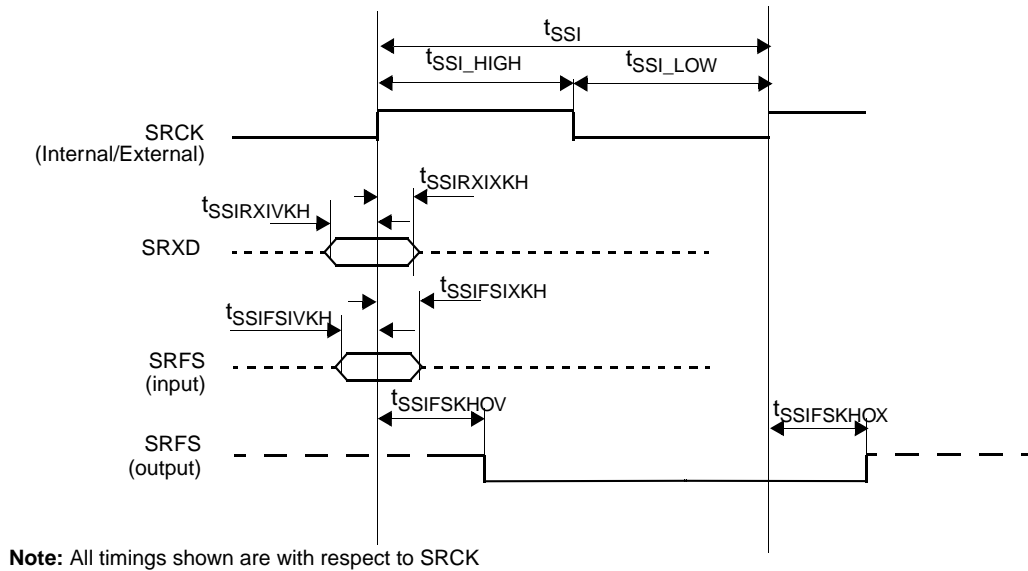 tSSI
tSSI_HIGH
tSSI_LOW
SRCK
(Internal/External)
tSSIRXIXKH
tSSIRXIVKH
SRXD
tSSIFSIXKH
tSSIFSIVKH
SRFS
(input)
tSSIFSKHOV
tSSIFSKHOX
SRFS
(output)
Note: All timings shown are with respect to SRCK